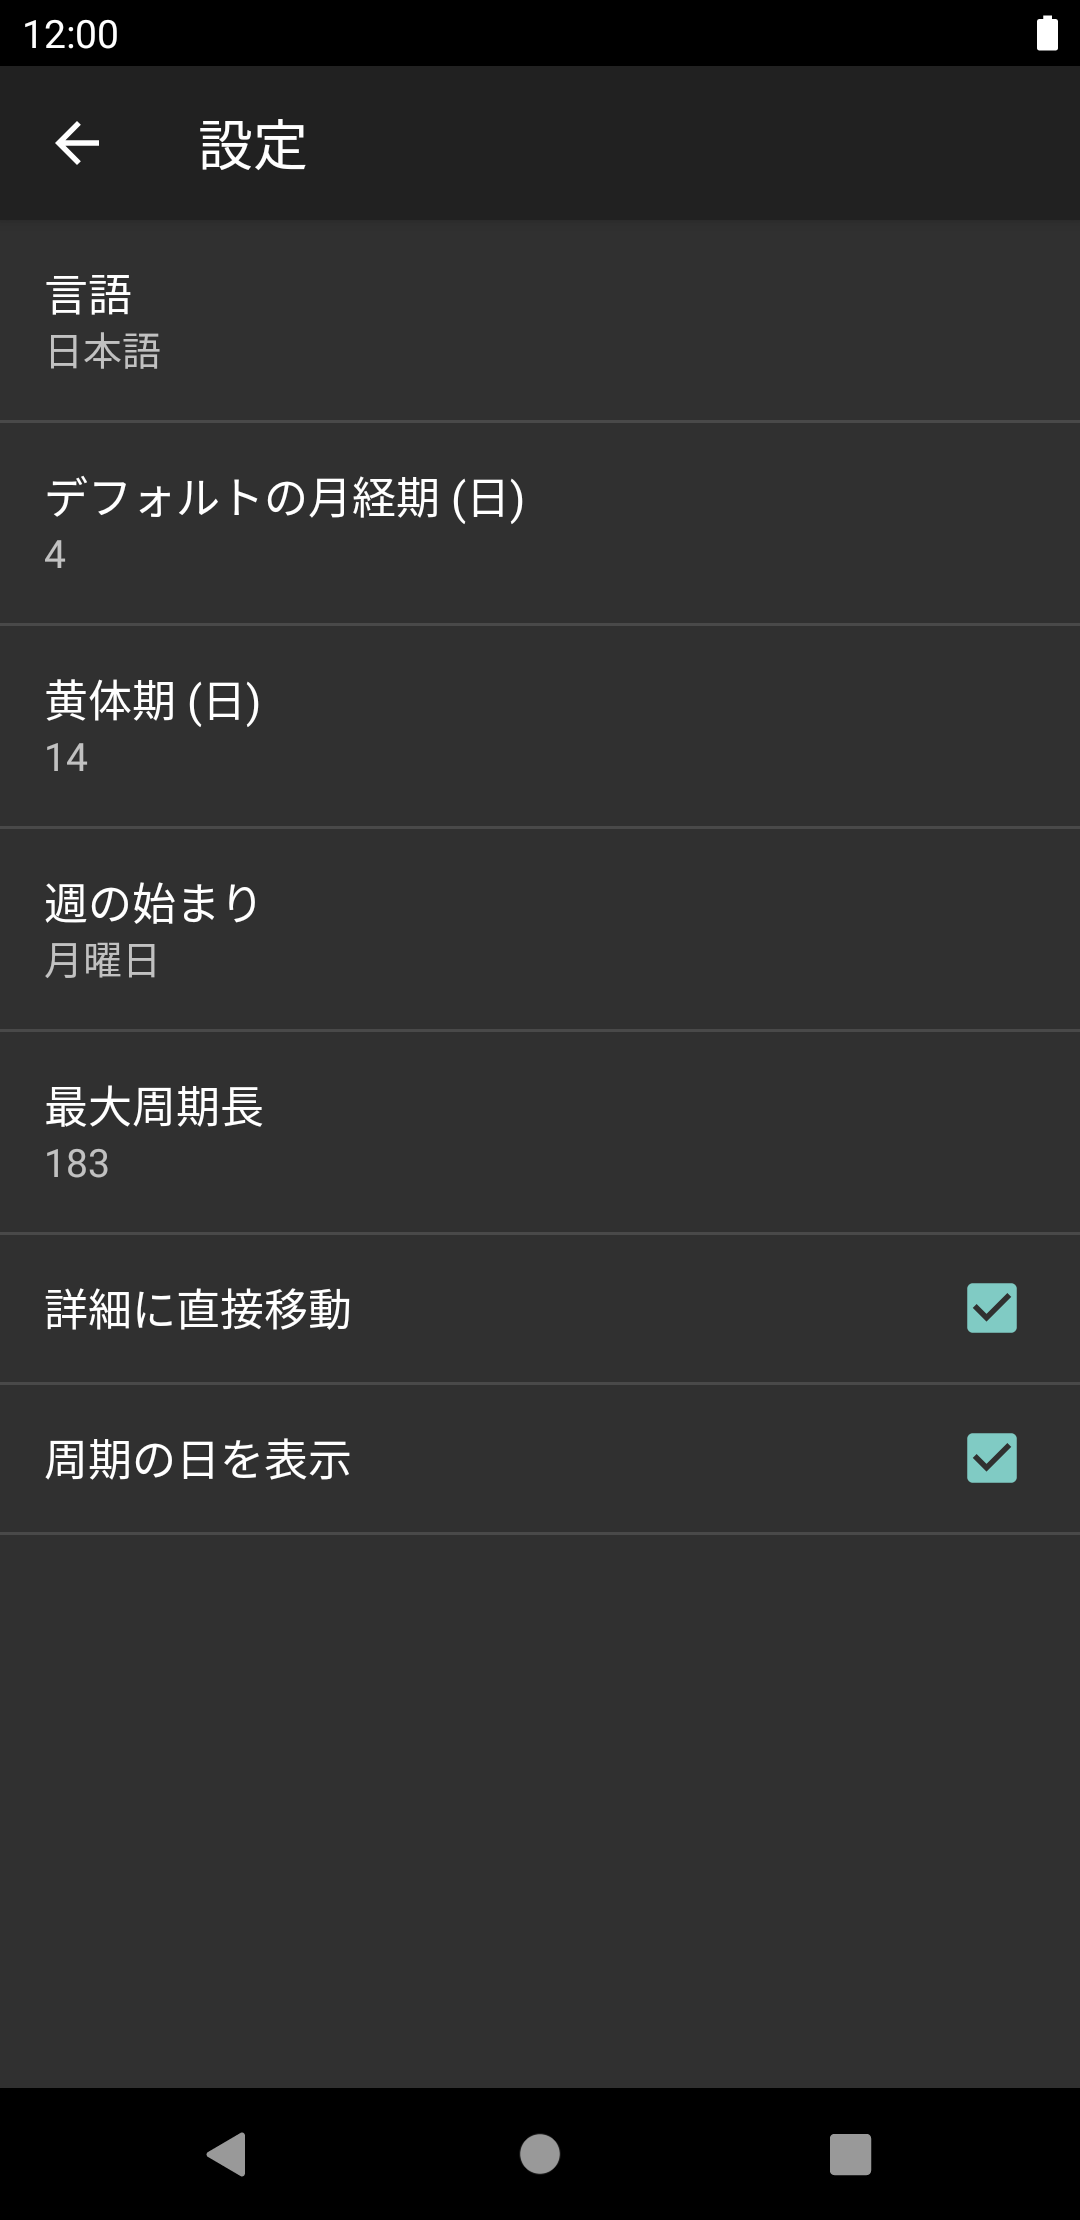 12:00
設定
言語
日本語
デフォルトの月経期 (日)
4
黄体期 (日)
14
週の始まり
月曜日
最大周期長
183
詳細に直接移動
周期の日を表示